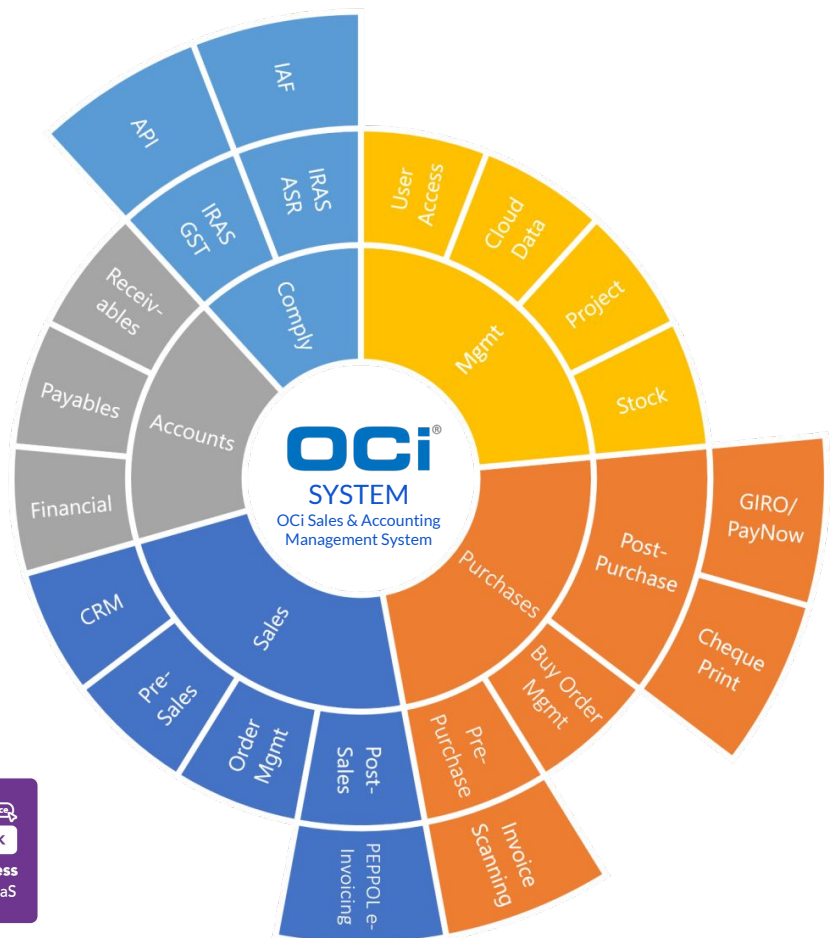 IAF
API
IRAS
ASR
IRAS
GST
Comply
User
Access
Cloud
Data
Project
Stock
Mgmt
Receiv-
ables
Payables
Financial
Accounts
OCi®
SYSTEM
OCi Sales & Accounting
Management System
Purchases
Post-
Purchase
GIRO/
PayNow
Cheque
Print
Buy Order
Mgmt
Pre-
Purchase
Invoice
Scanning
Sales
CRM
Pre-
Sales
Order
Mgmt
Post-
Sales
PEPPOL e-
Invoicing